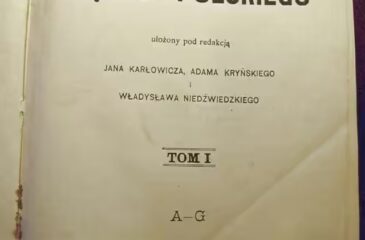 ułożony pod redakcją
JANA KARŁOWICZA, ADAMA KRYŃSKIEGO
i
WŁADYSŁAWA NIEDŹWIEDZKIEGO
TOM I
A–G